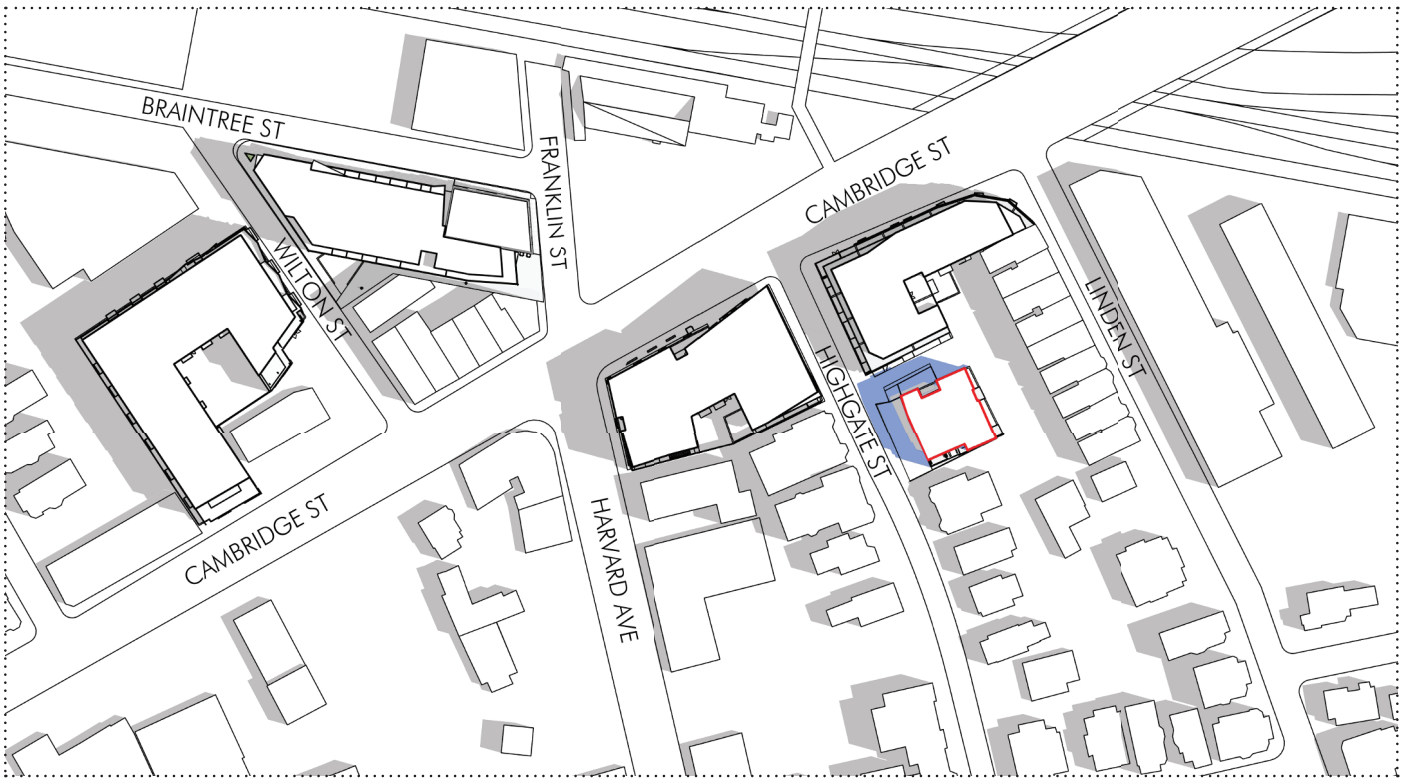 BRAINTREE ST
FRANKLIN ST
CAMBRIDGE ST
WILTON ST
LINDEN ST
HIGHGATE ST
CAMBRIDGE ST
HARVARD AVE